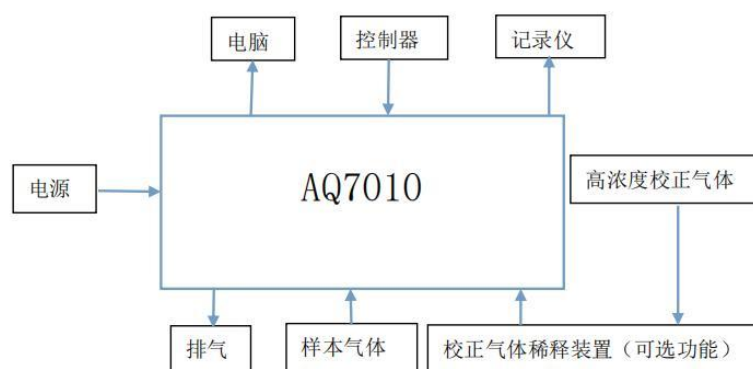 电脑
控制器
记录仪
电源
AQ7010
高浓度校正气体
排气
样本气体
校正气体稀释装置（可选功能）